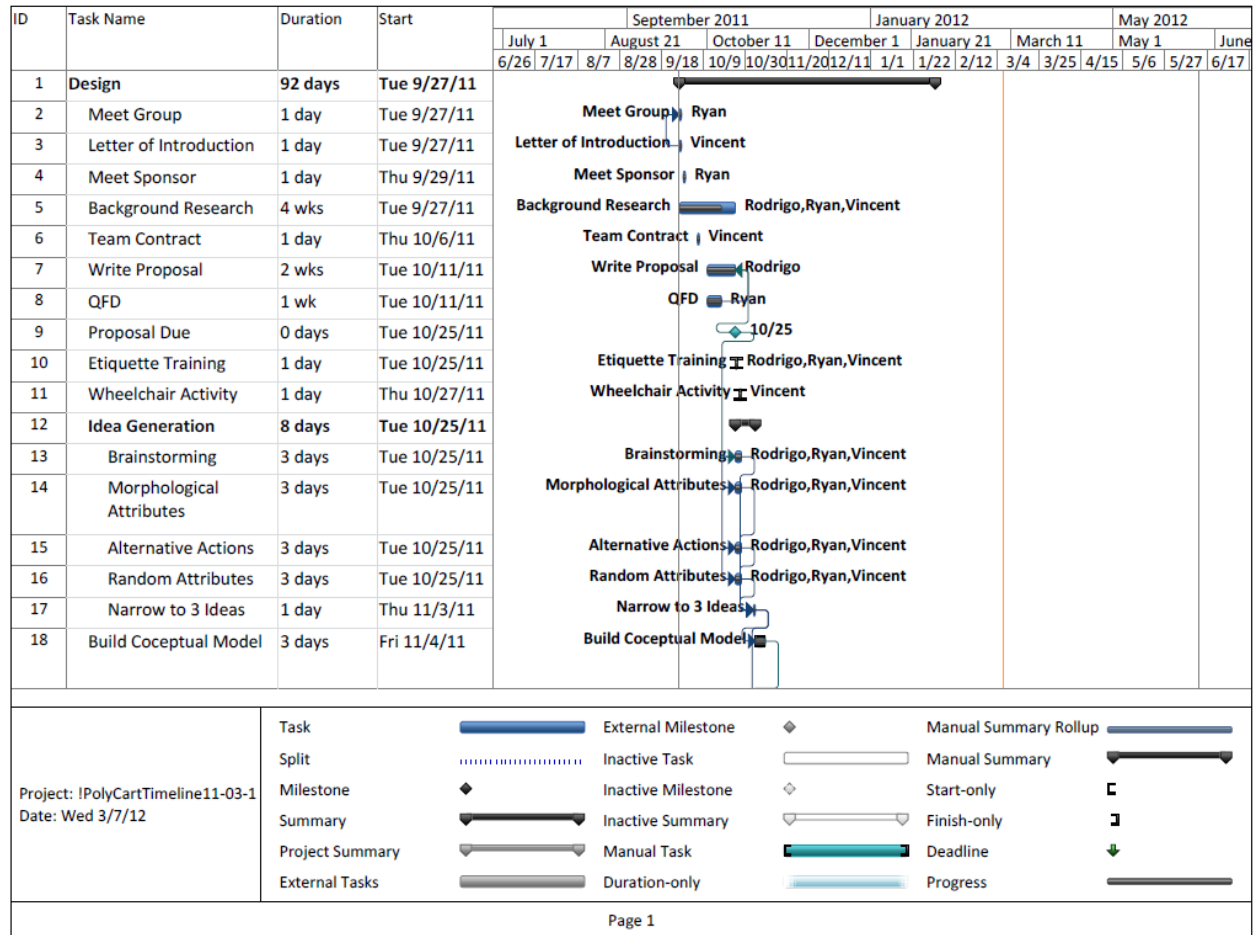 ID Task Name Duration Start September 2011 January 2012 May 2012
July 1 August 21 October 11 December 1 January 21 March 11 May 1 June
6/26 7/17 8/7 8/28 9/18 10/9 10/30 11/20 12/11 1/1 1/22 2/12 3/4 3/25 4/15 5/6 5/27 6/17
1 Design 92 days Tue 9/27/11
2 Meet Group 1 day Tue 9/27/11 Meet Group Ryan
3 Letter of Introduction 1 day Tue 9/27/11 Letter of Introduction Vincent
4 Meet Sponsor 1 day Thu 9/29/11 Meet Sponsor Ryan
5 Background Research 4 wks Tue 9/27/11 Background Research Rodrigo,Ryan,Vincent
6 Team Contract 1 day Thu 10/6/11 Team Contract Vincent
7 Write Proposal 2 wks Tue 10/11/11 Write Proposal Rodrigo
8 QFD 1 wk Tue 10/11/11 QFD Ryan
9 Proposal Due 0 days Tue 10/25/11 10/25
10 Etiquette Training 1 day Tue 10/25/11 Etiquette Training Rodrigo,Ryan,Vincent
11 Wheelchair Activity 1 day Thu 10/27/11 Wheelchair Activity Vincent
12 Idea Generation 8 days Tue 10/25/11
13 Brainstorming 3 days Tue 10/25/11 Brainstorming Rodrigo,Ryan,Vincent
14 Morphological 3 days Tue 10/25/11 Morphological Attributes Rodrigo,Ryan,Vincent
Attributes
15 Alternative Actions 3 days Tue 10/25/11 Alternative Actions Rodrigo,Ryan,Vincent
16 Random Attributes 3 days Tue 10/25/11 Random Attributes Rodrigo,Ryan,Vincent
17 Narrow to 3 Ideas 1 day Thu 11/3/11 Narrow to 3 Ideas
18 Build Coceptual Model 3 days Fri 11/4/11 Build Coceptual Model
Project: !PolyCartTimeline11-03-1
Date: Wed 3/7/12
Task External Milestone Manual Summary Rollup
Split Inactive Task Manual Summary
Milestone Inactive Milestone Start-only
Summary Inactive Summary Finish-only
Project Summary Manual Task Deadline
External Tasks Duration-only Progress
Page 1